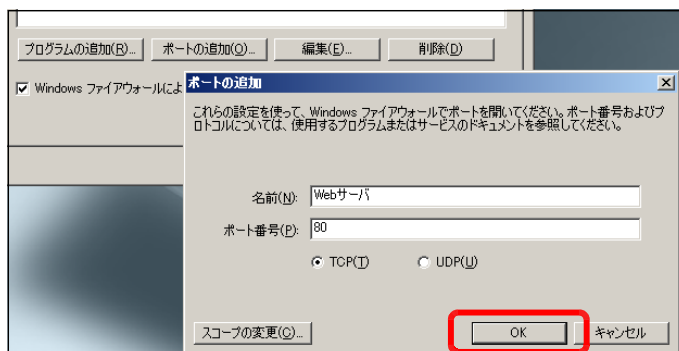 プログラムの追加(R)... ポートの追加(O)... 編集(E)... 削除(D)
Windows ファイアウォールによ
ポートの追加
これらの設定を使って、Windows ファイアウォールでポートを開いてください。ポート番号およびプ
ロトコルについては、使用するプログラムまたはサービスのドキュメントを参照してください。
名前(N): Webサーバ
ポート番号(P): 80
TCP(T) UDP(U)
スコープの変更(C)... OK キャンセル